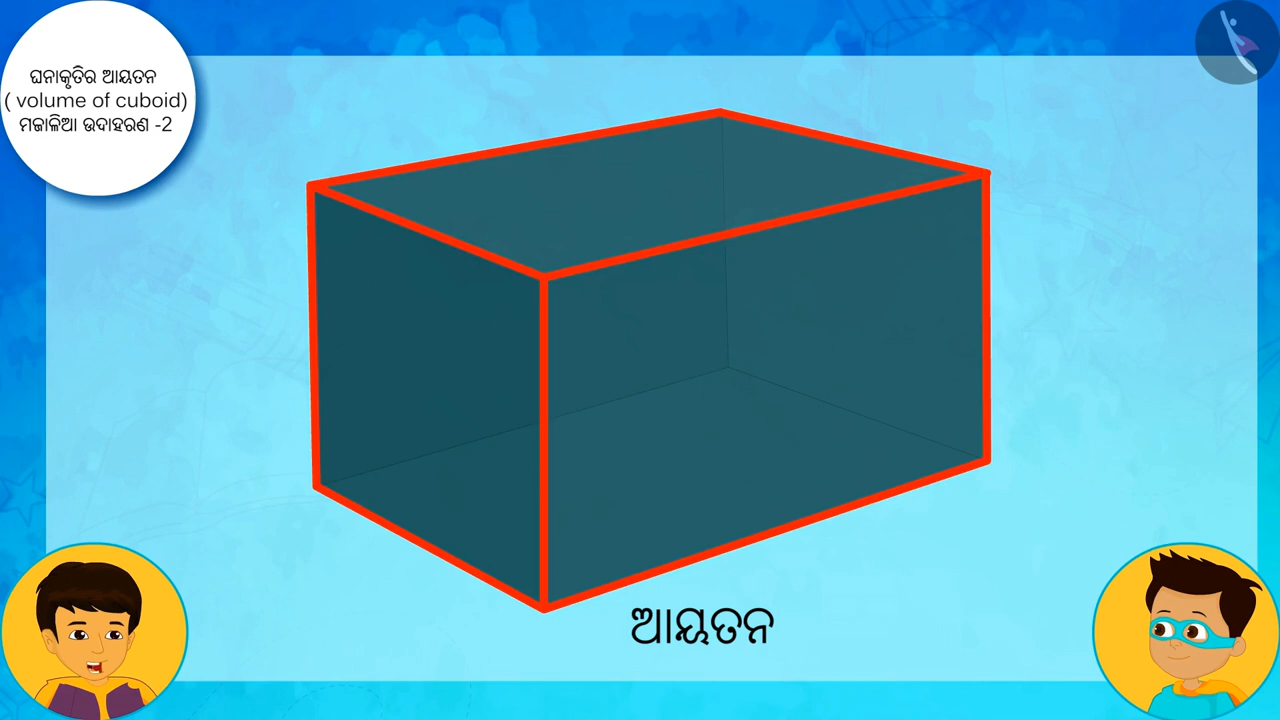 ଘନାକୃତିର ଆୟତନ
( volume of cuboid)
ମଜାଳିଆ ଉଦାହରଣ -2
ଆୟତନ